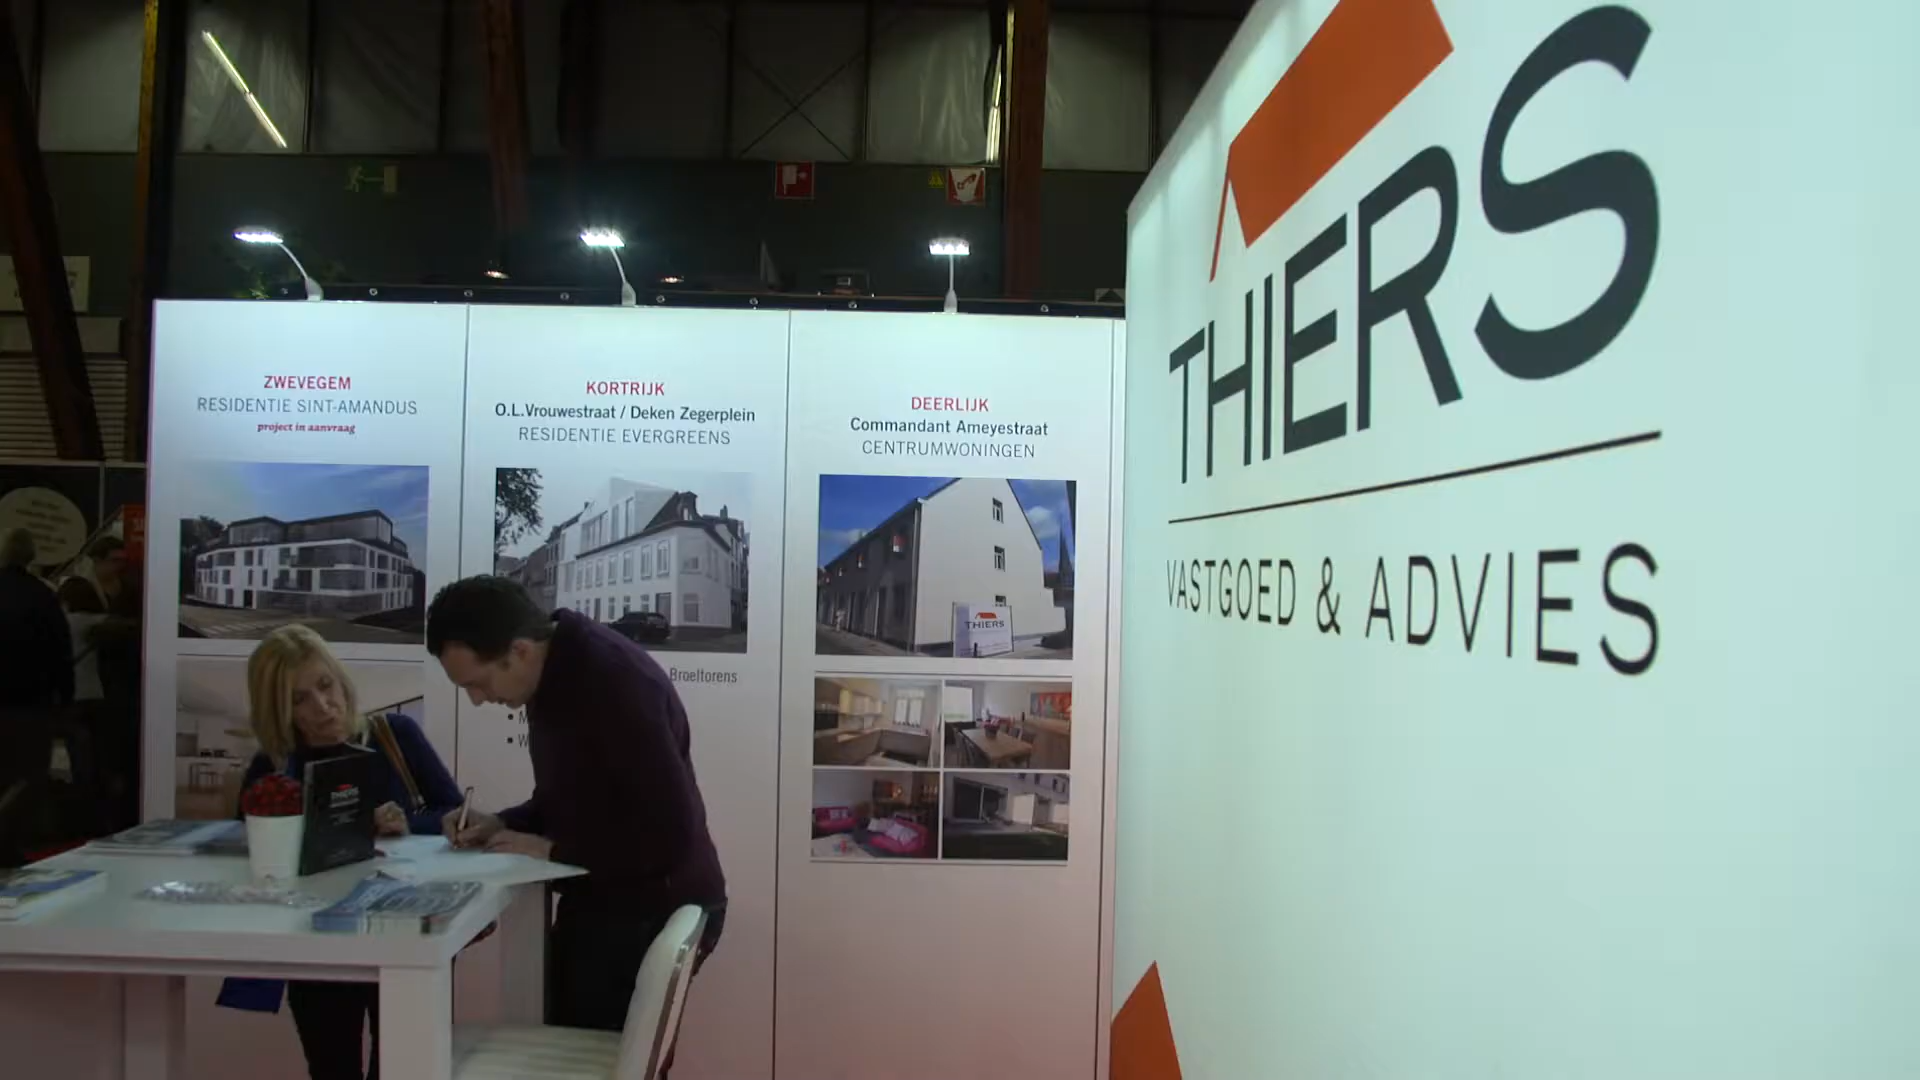 ZWEVEGEM
RESIDENTIE SINT-AMANDUS
project in aanvraag
KORTRIJK
O.L.Vrouwestraat / Deken Zegerplein
RESIDENTIE EVERGREENS
Broeltorens
DEERLIJK
Commandant Ameyestraat
CENTRUMWONINGEN
THIERS
THIERS
THIERS
VASTGOED & ADVIES